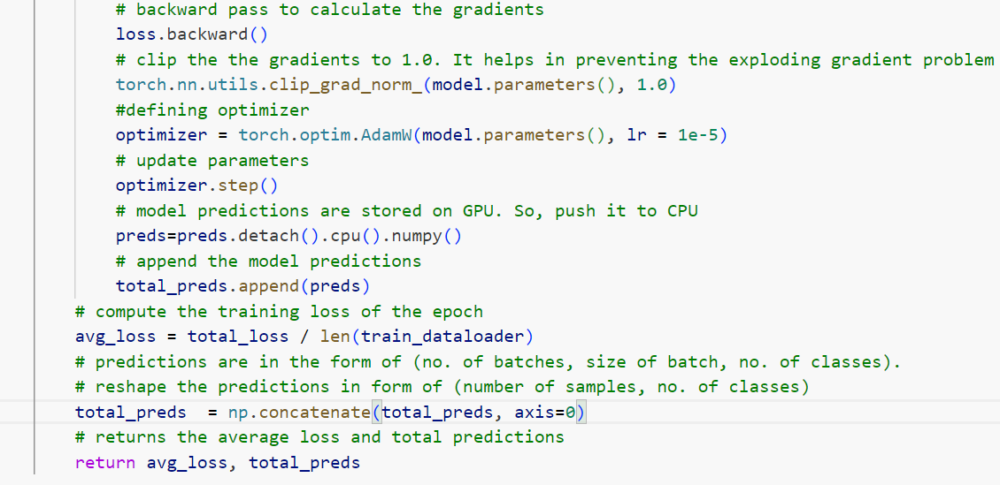 # backward pass to calculate the gradients
loss.backward()
# clip the the gradients to 1.0. It helps in preventing the exploding gradient problem
torch.nn.utils.clip_grad_norm_(model.parameters(), 1.0)
#defining optimizer
optimizer = torch.optim.AdamW(model.parameters(), lr = 1e-5)
# update parameters
optimizer.step()
# model predictions are stored on GPU. So, push it to CPU
preds=preds.detach().cpu().numpy()
# append the model predictions
total_preds.append(preds)
# compute the training loss of the epoch
avg_loss = total_loss / len(train_dataloader)
# predictions are in the form of (no. of batches, size of batch, no. of classes).
# reshape the predictions in form of (number of samples, no. of classes)
total_preds  = np.concatenate(total_preds, axis=0)
# returns the average loss and total predictions
return avg_loss, total_preds